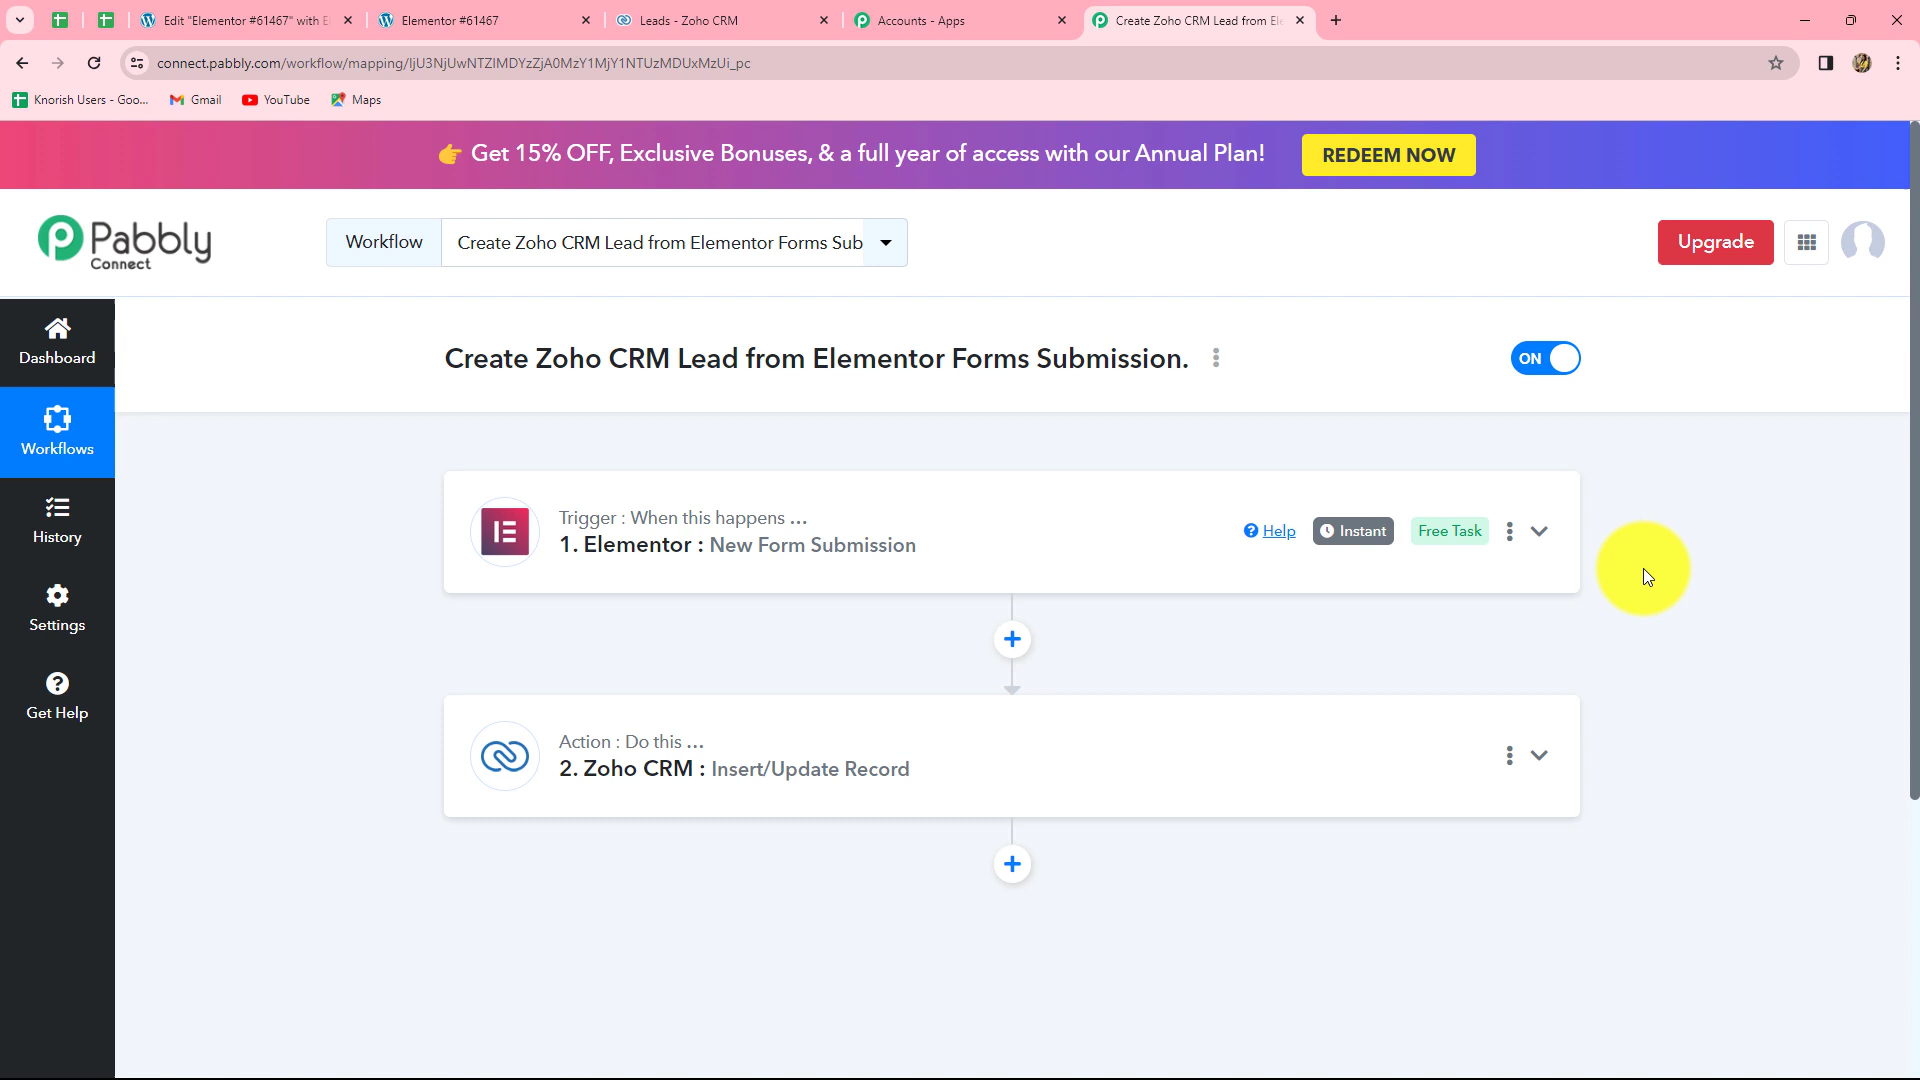 Edit "Elementor #61467" with E
Elementor #61467
Leads - Zoho CRM
Accounts - Apps
Create Zoho CRM Lead from Ele
connect.pabbly.com/workflow/mapping/IjU3NjUwNTZlMDYzZjA0MzY1MjY1NTUzMDUxMzUi_pc
Knorish Users - Goo...
Gmail
YouTube
Maps
👉 Get 15% OFF, Exclusive Bonuses, & a full year of access with our Annual Plan!
REDEEM NOW
Pabbly
Connect
Workflow
Create Zoho CRM Lead from Elementor Forms Sub
Upgrade
Dashboard
Workflows
History
Settings
Get Help
Create Zoho CRM Lead from Elementor Forms Submission.
ON
Trigger : When this happens ...
1. Elementor : New Form Submission
Help
Instant
Free Task
Action : Do this ...
2. Zoho CRM : Insert/Update Record